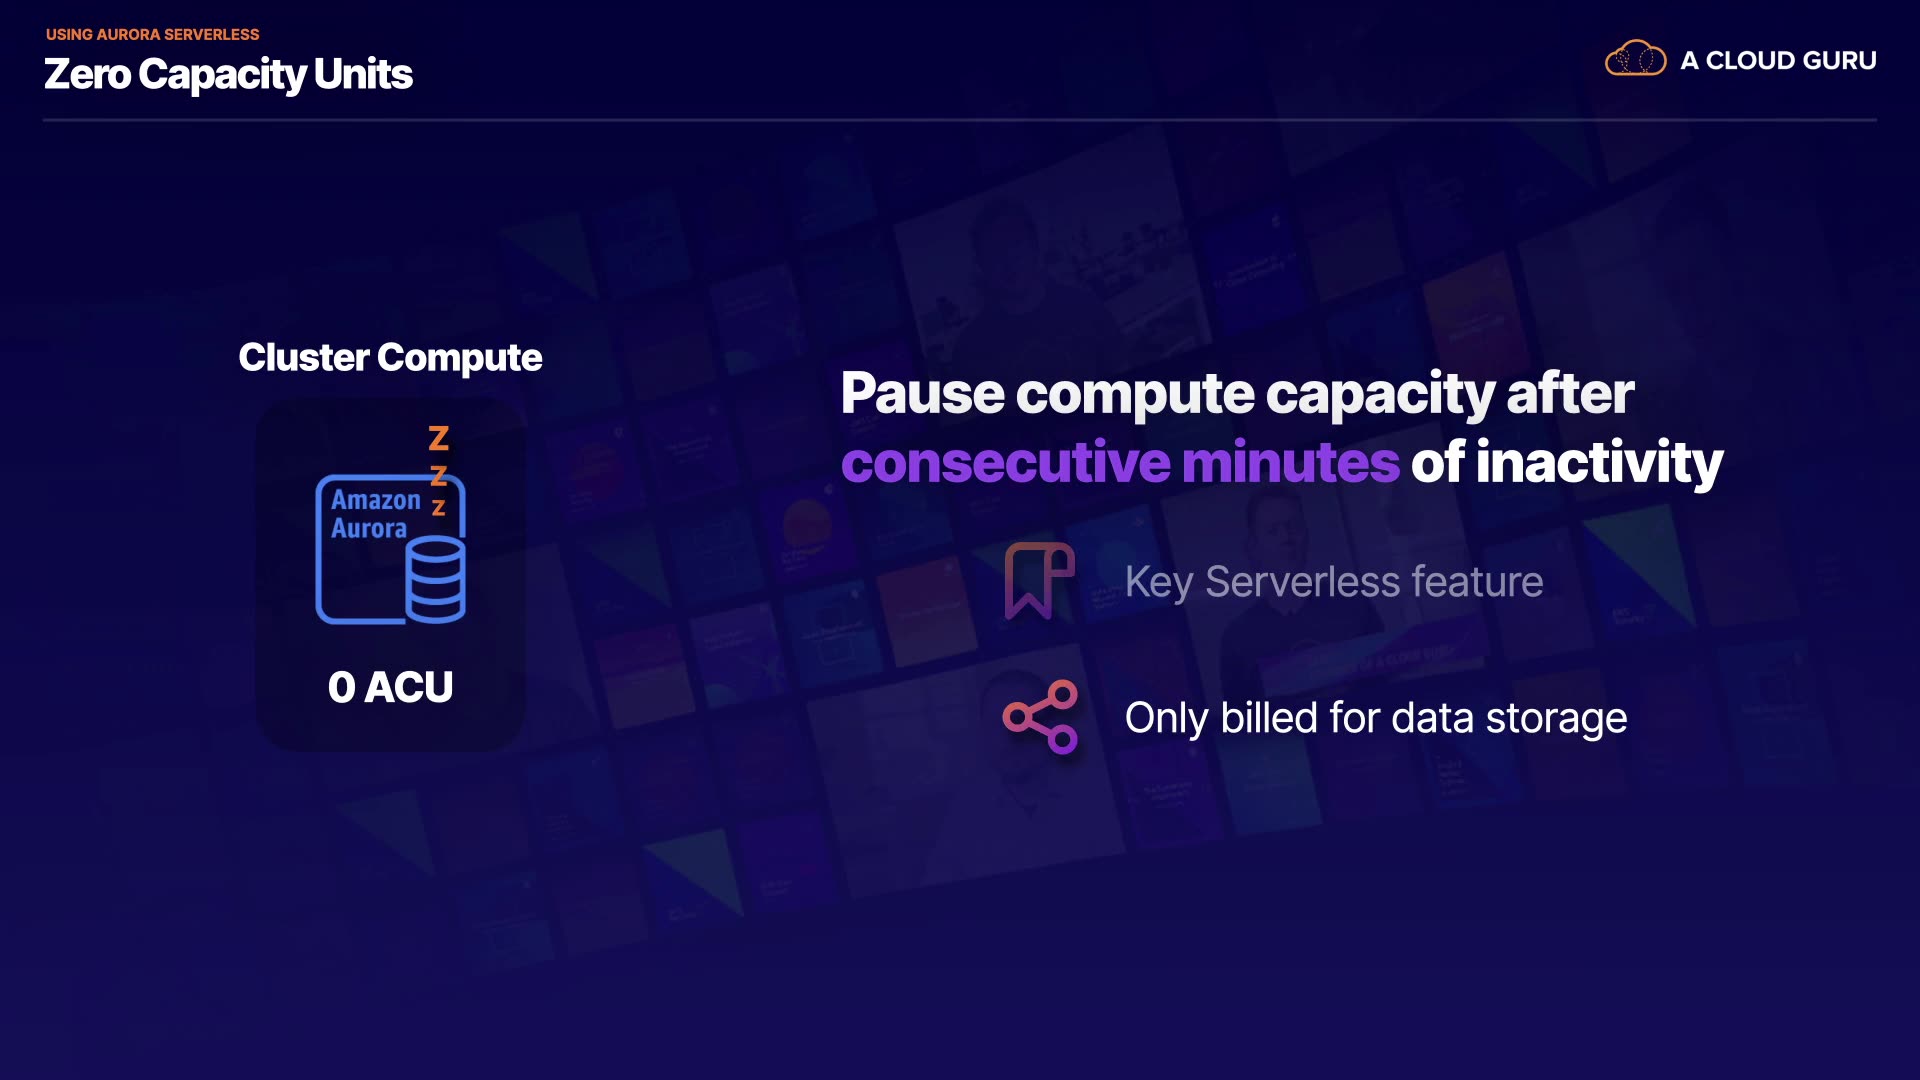 USING AURORA SERVERLESS
Zero Capacity Units
A CLOUD GURU
Cluster Compute
Z
Z
Z
Amazon
Aurora
0 ACU
Pause compute capacity after
consecutive minutes of inactivity
Key Serverless feature
Only billed for data storage